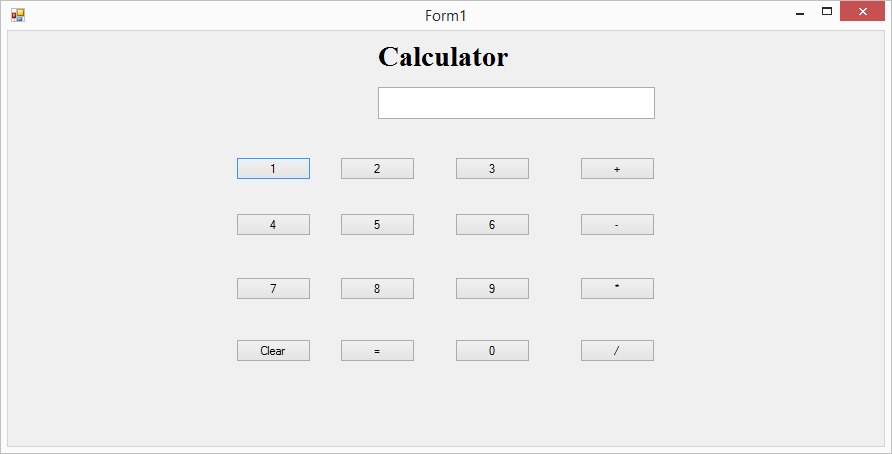 Form1
Calculator
1 2 3 +
4 5 6 -
7 8 9 *
Clear = 0 /